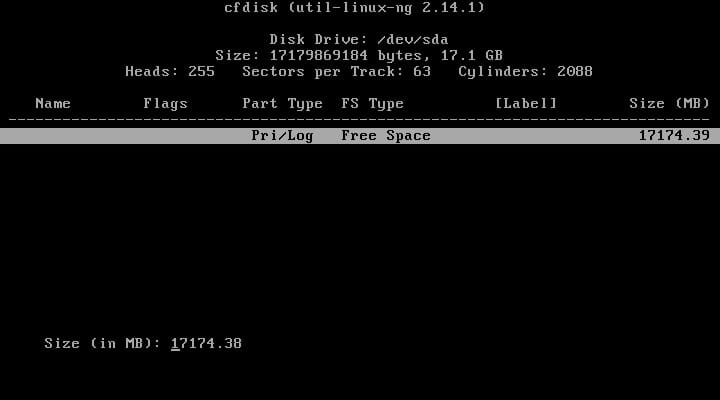 cfdisk (util-linux-ng 2.14.1)
Disk Drive: /dev/sda
Size: 17179869184 bytes, 17.1 GB
Heads: 255   Sectors per Track: 63   Cylinders: 2088
Name   Flags   Part Type   FS Type   [Label]   Size (MB)
Pri/Log   Free Space   17174.39
Size (in MB): 17174.38